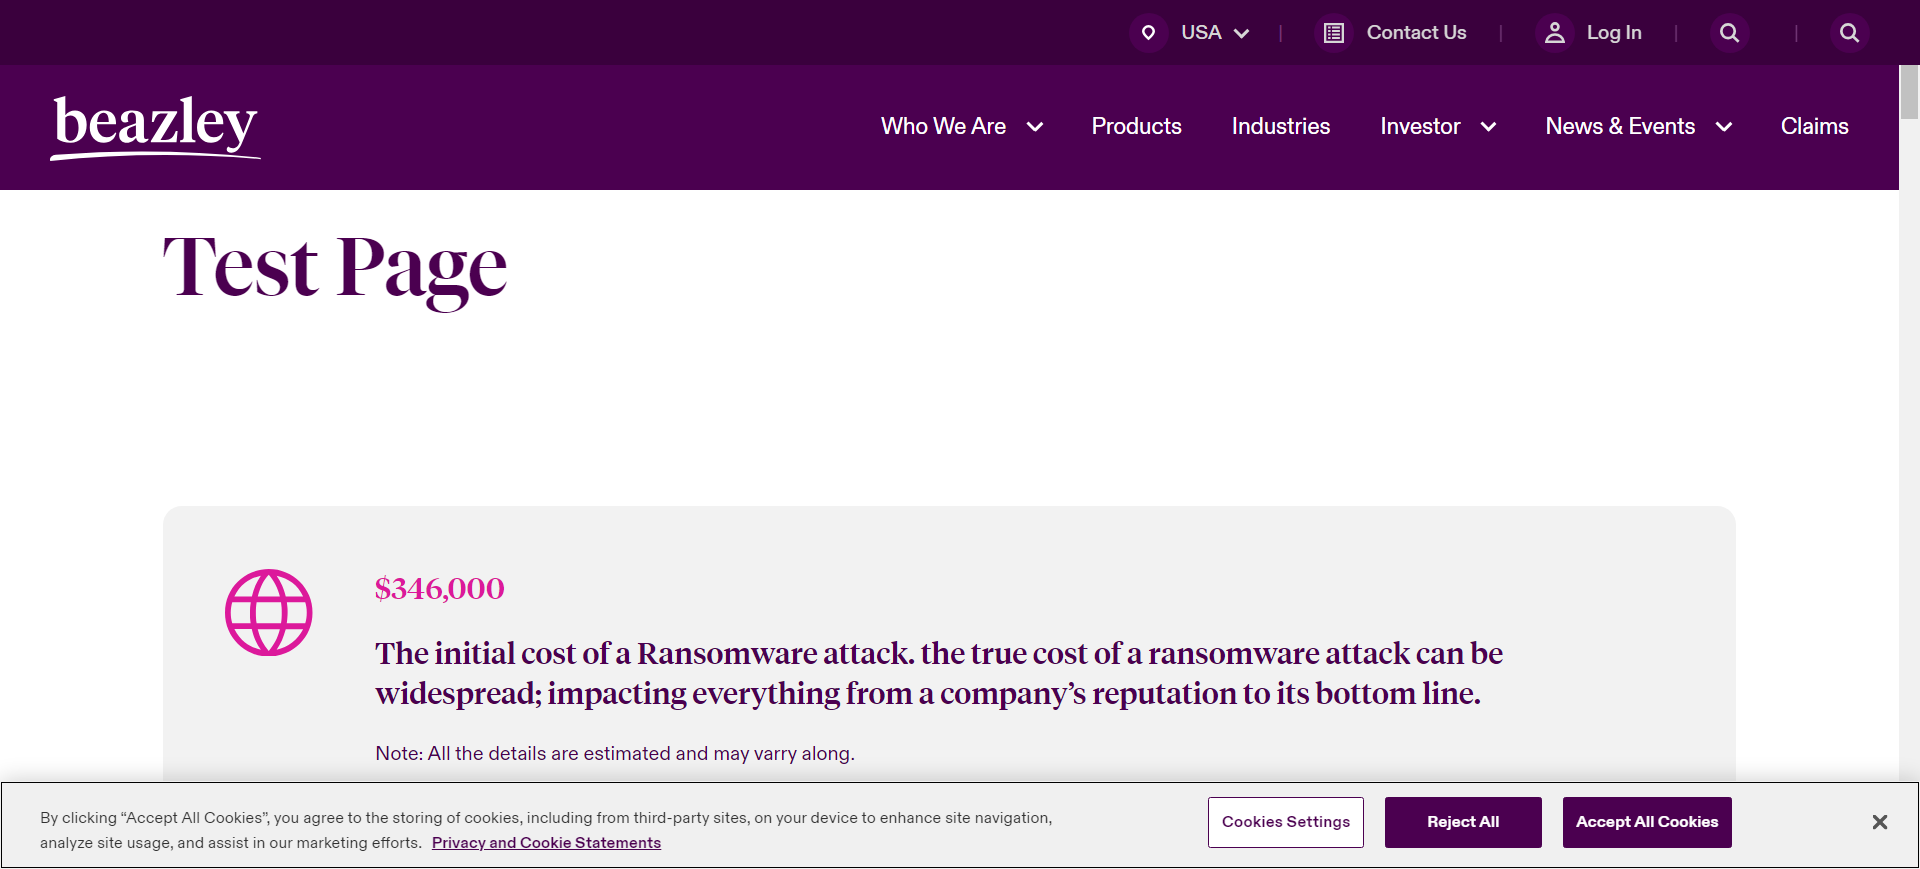 USA
Contact Us
Log In
beazley
Who We Are
Products
Industries
Investor
News & Events
Claims
Test Page
$346,000
The initial cost of a Ransomware attack. the true cost of a ransomware attack can be
widespread; impacting everything from a company’s reputation to its bottom line.
Note: All the details are estimated and may varry along.
By clicking “Accept All Cookies”, you agree to the storing of cookies, including from third-party sites, on your device to enhance site navigation,
analyze site usage, and assist in our marketing efforts. Privacy and Cookie Statements
Cookies Settings
Reject All
Accept All Cookies